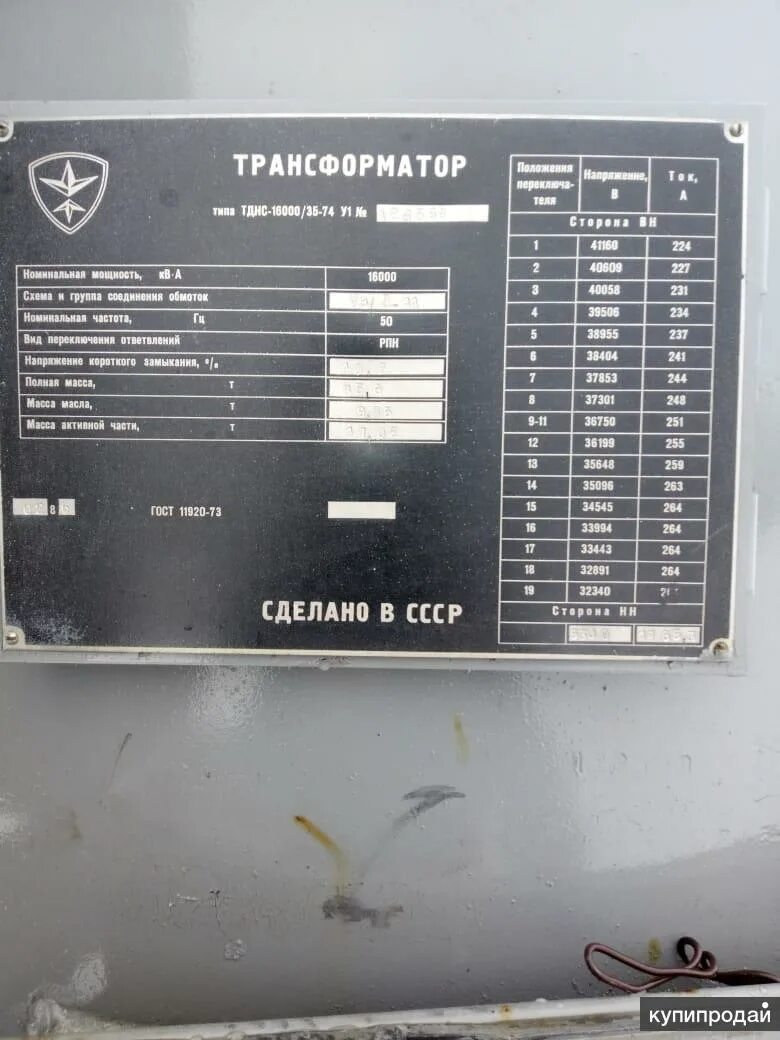 ТРАНСФОРМАТОР
типа ТДНС-16000/35-74 У1 №
Номинальная мощность, кВ·А 16000
Схема и группа соединения обмоток
Номинальная частота, Гц 50
Вид переключения ответвлений РПН
Напряжение короткого замыкания, %
Полная масса, т
Масса масла, т
Масса активной части, т
ГОСТ 11920-73
СДЕЛАНО В СССР
Положения переключа-теля Напряжение, В Ток, А
Сторона ВН
1 41160 224
2 40609 227
3 40058 231
4 39506 234
5 38955 237
6 38404 241
7 37853 244
8 37301 248
9-11 36750 251
12 36199 255
13 35648 259
14 35096 263
15 34545 264
16 33994 264
17 33443 264
18 32891 264
19 32340
Сторона НН
купипродай